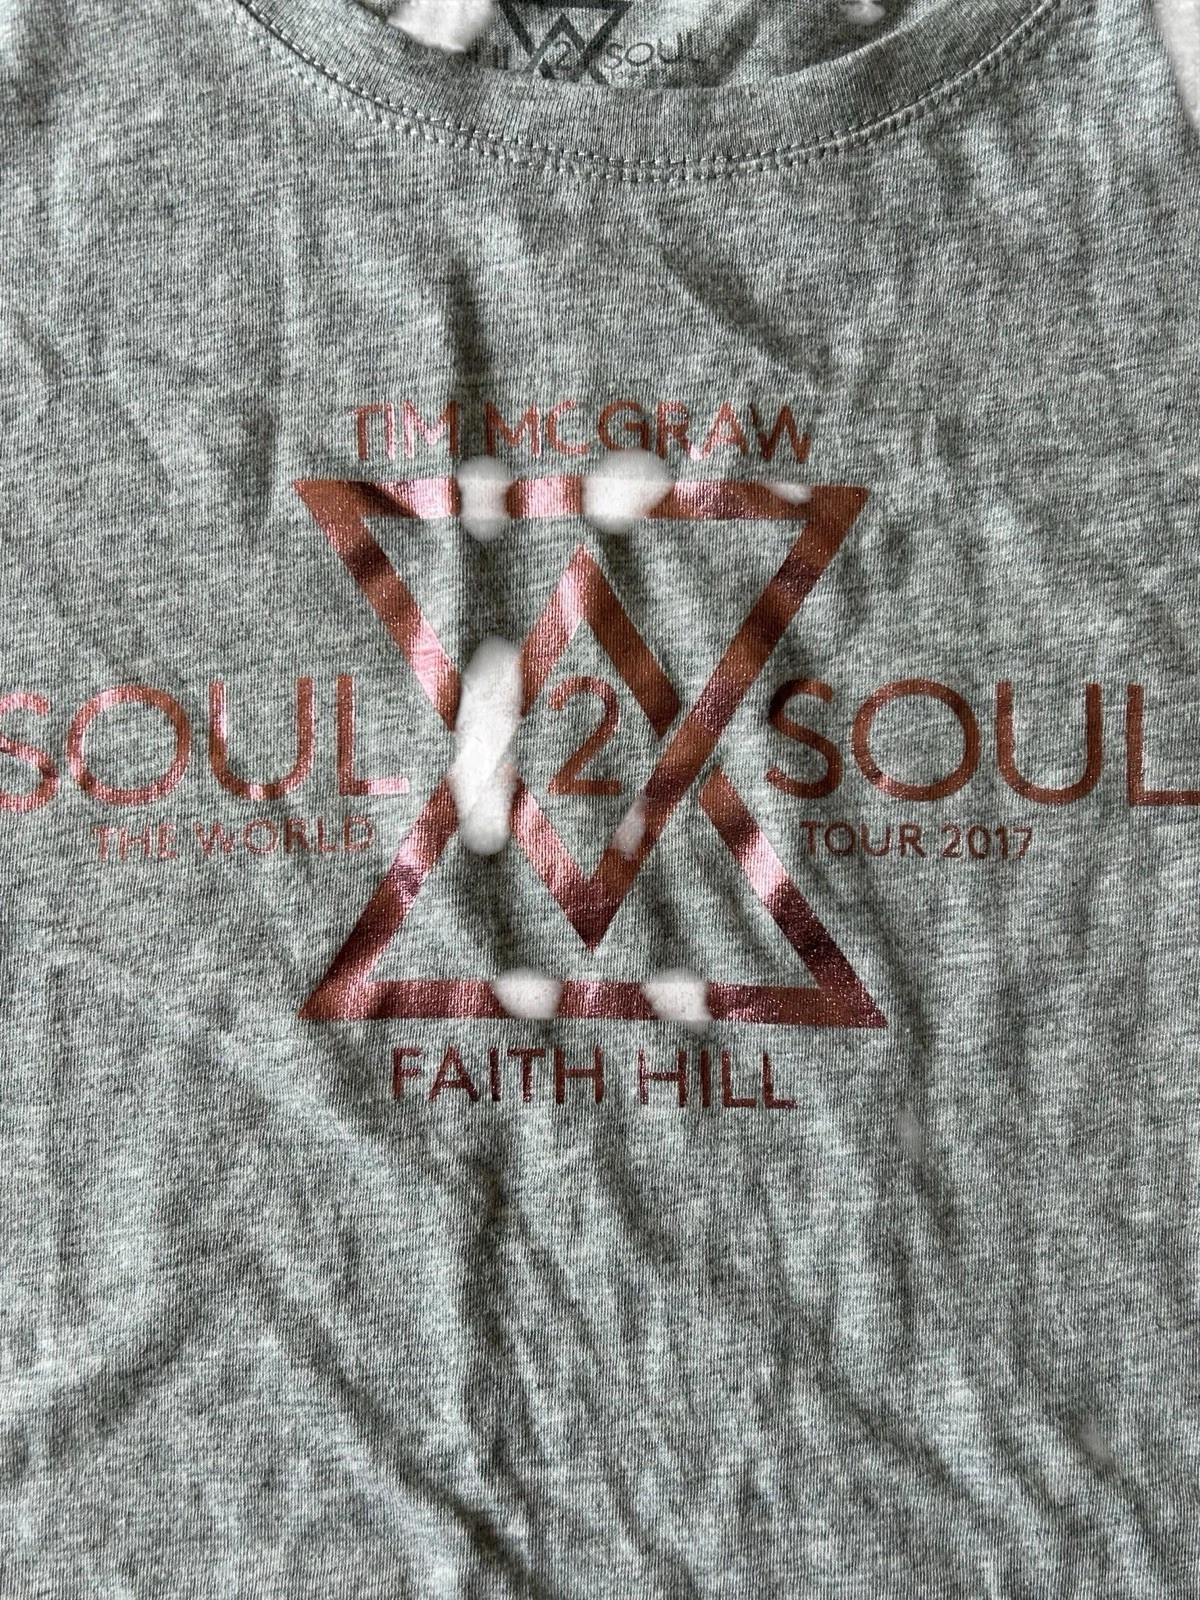 2 SOUL
TIM MCGRAW
SOUL 2 SOUL
THE WORLD TOUR 2017
FAITH HILL